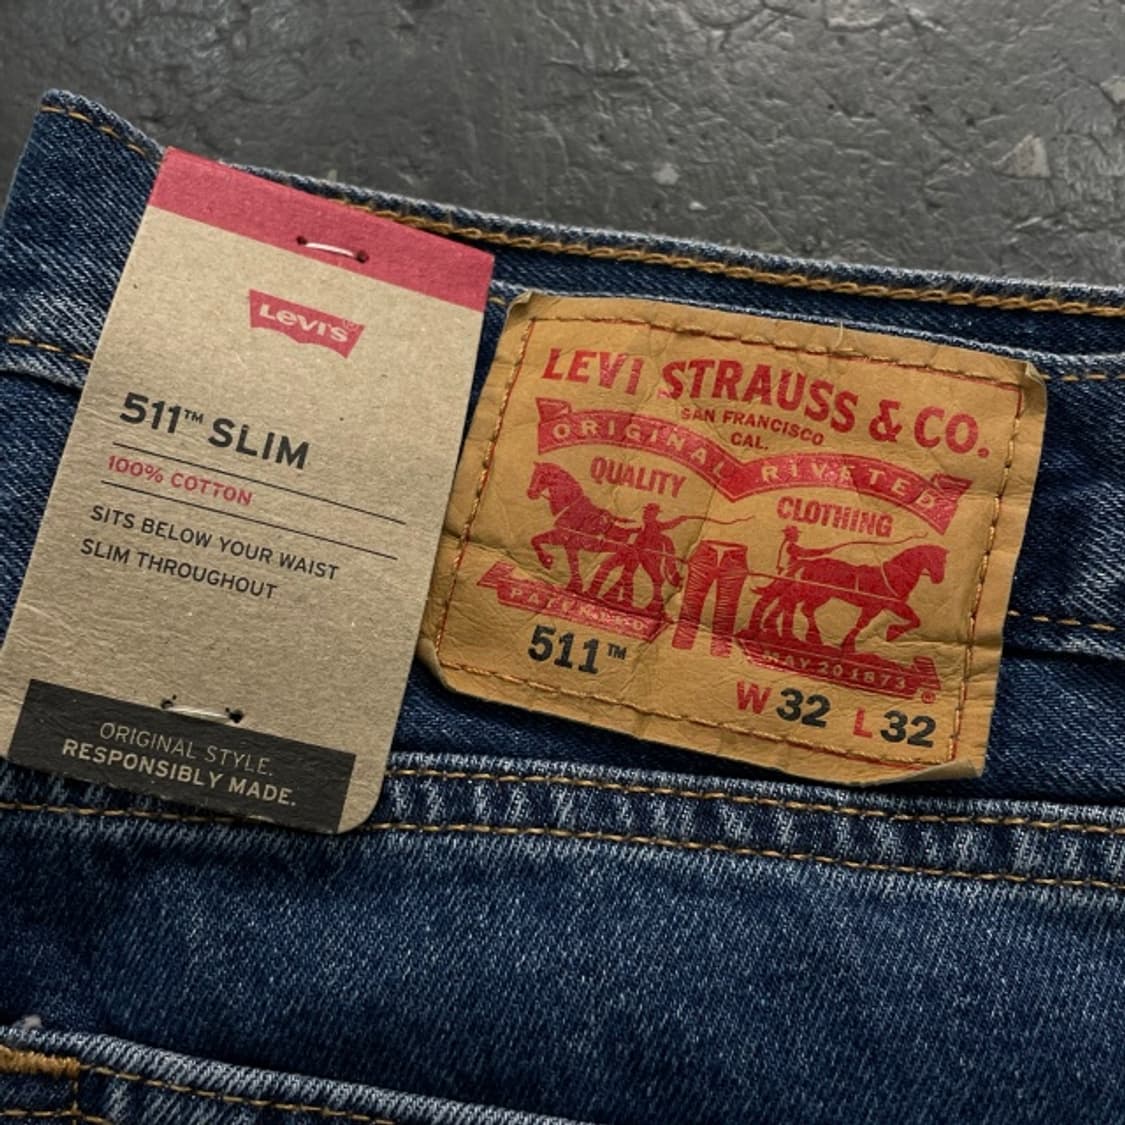 Levi's®
511™ SLIM
100% COTTON
SITS BELOW YOUR WAIST
SLIM THROUGHOUT
ORIGINAL STYLE.
RESPONSIBLY MADE.
LEVI STRAUSS & CO.
SAN FRANCISCO
CAL.
ORIGINAL RIVETED
QUALITY
CLOTHING
MAY 20 1873
®
511™
W 32 L 32